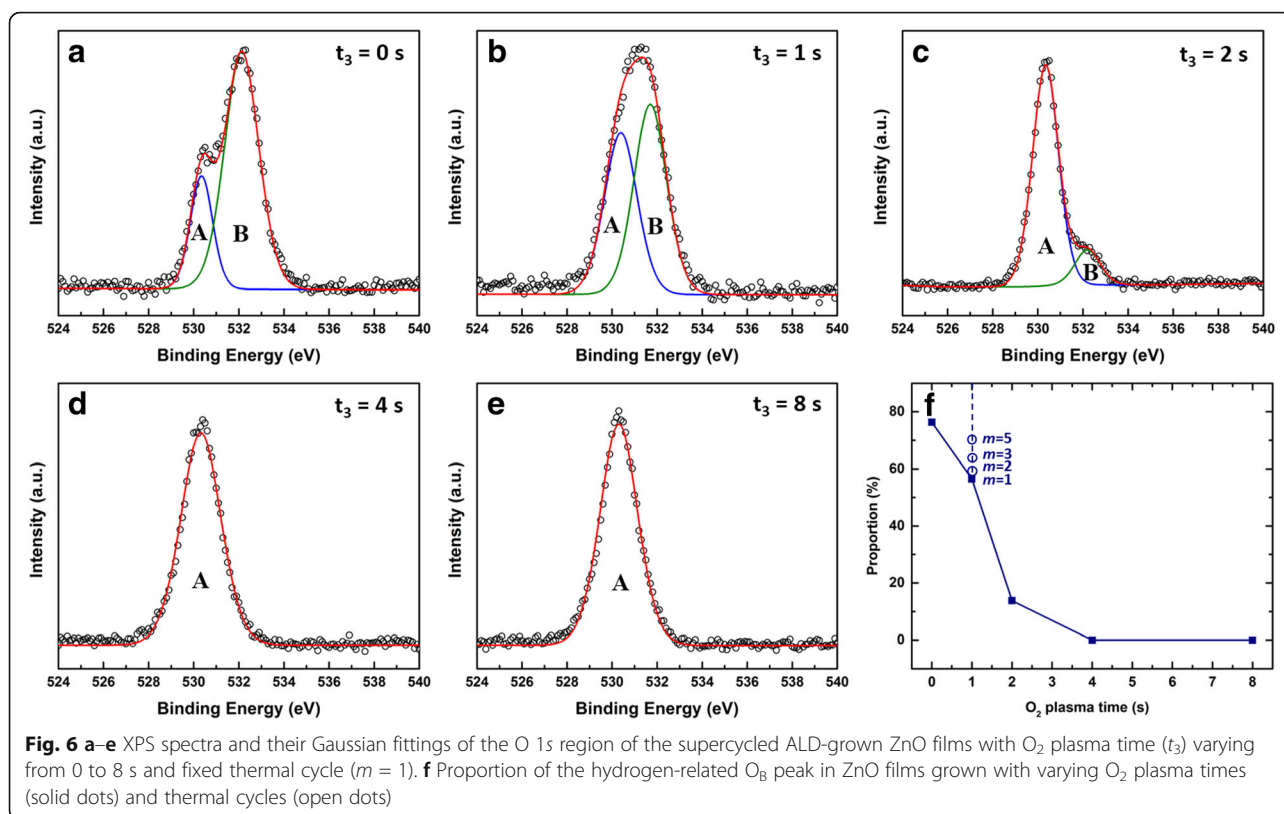 a
t₃ = 0 s
A
B
Intensity (a.u.)
524 526 528 530 532 534 536 538 540
Binding Energy (eV)
b
t₃ = 1 s
A
B
Intensity (a.u.)
524 526 528 530 532 534 536 538 540
Binding Energy (eV)
c
t₃ = 2 s
A
B
Intensity (a.u.)
524 526 528 530 532 534 536 538 540
Binding Energy (eV)
d
t₃ = 4 s
A
Intensity (a.u.)
524 526 528 530 532 534 536 538 540
Binding Energy (eV)
e
t₃ = 8 s
A
Intensity (a.u.)
524 526 528 530 532 534 536 538 540
Binding Energy (eV)
f
80
60
40
20
0
Proportion (%)
m=5
m=3
m=2
m=1
0 1 2 3 4 5 6 7 8
O₂ plasma time (s)
Fig. 6 a–e XPS spectra and their Gaussian fittings of the O 1s region of the supercycled ALD-grown ZnO films with O₂ plasma time (t₃) varying
from 0 to 8 s and fixed thermal cycle (m = 1). f Proportion of the hydrogen-related O_B peak in ZnO films grown with varying O₂ plasma times
(solid dots) and thermal cycles (open dots)